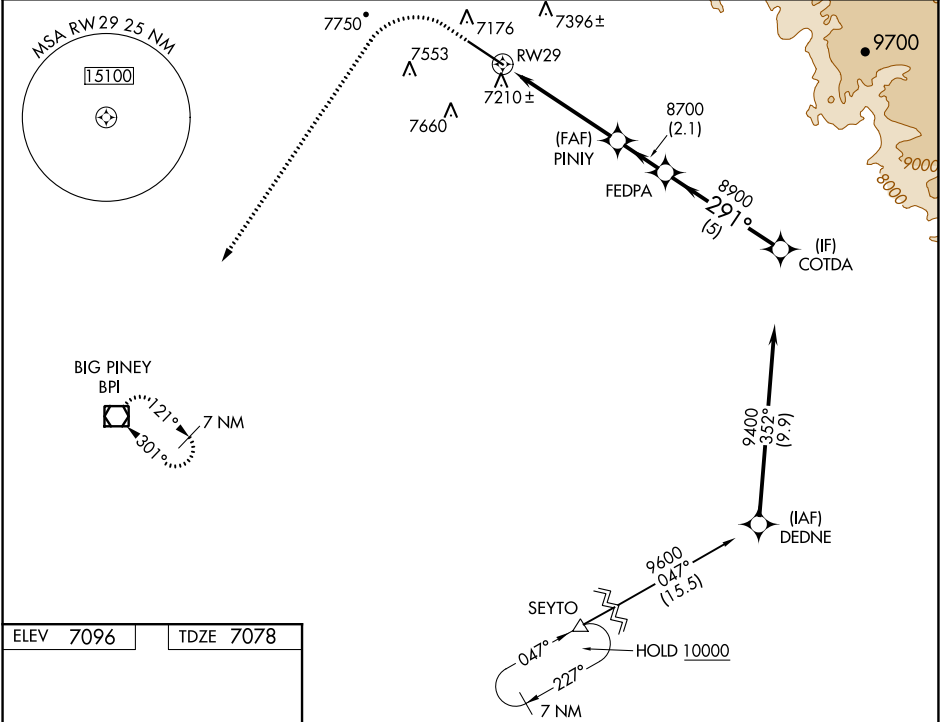 MSA RW29 25 NM
15100
7750
7176
7396±
7553
RW29
7210±
7660
9700
9000
8000
(FAF)
PINIY
8700
(2.1)
FEDPA
8900
291°
(5)
(IF)
COTDA
BIG PINEY
BPI
121°
301°
7 NM
9400
352°
(9.9)
(IAF)
DEDNE
9600
047°
(15.5)
SEYTO
047°
227°
HOLD 10000
7 NM
ELEV 7096
TDZE 7078